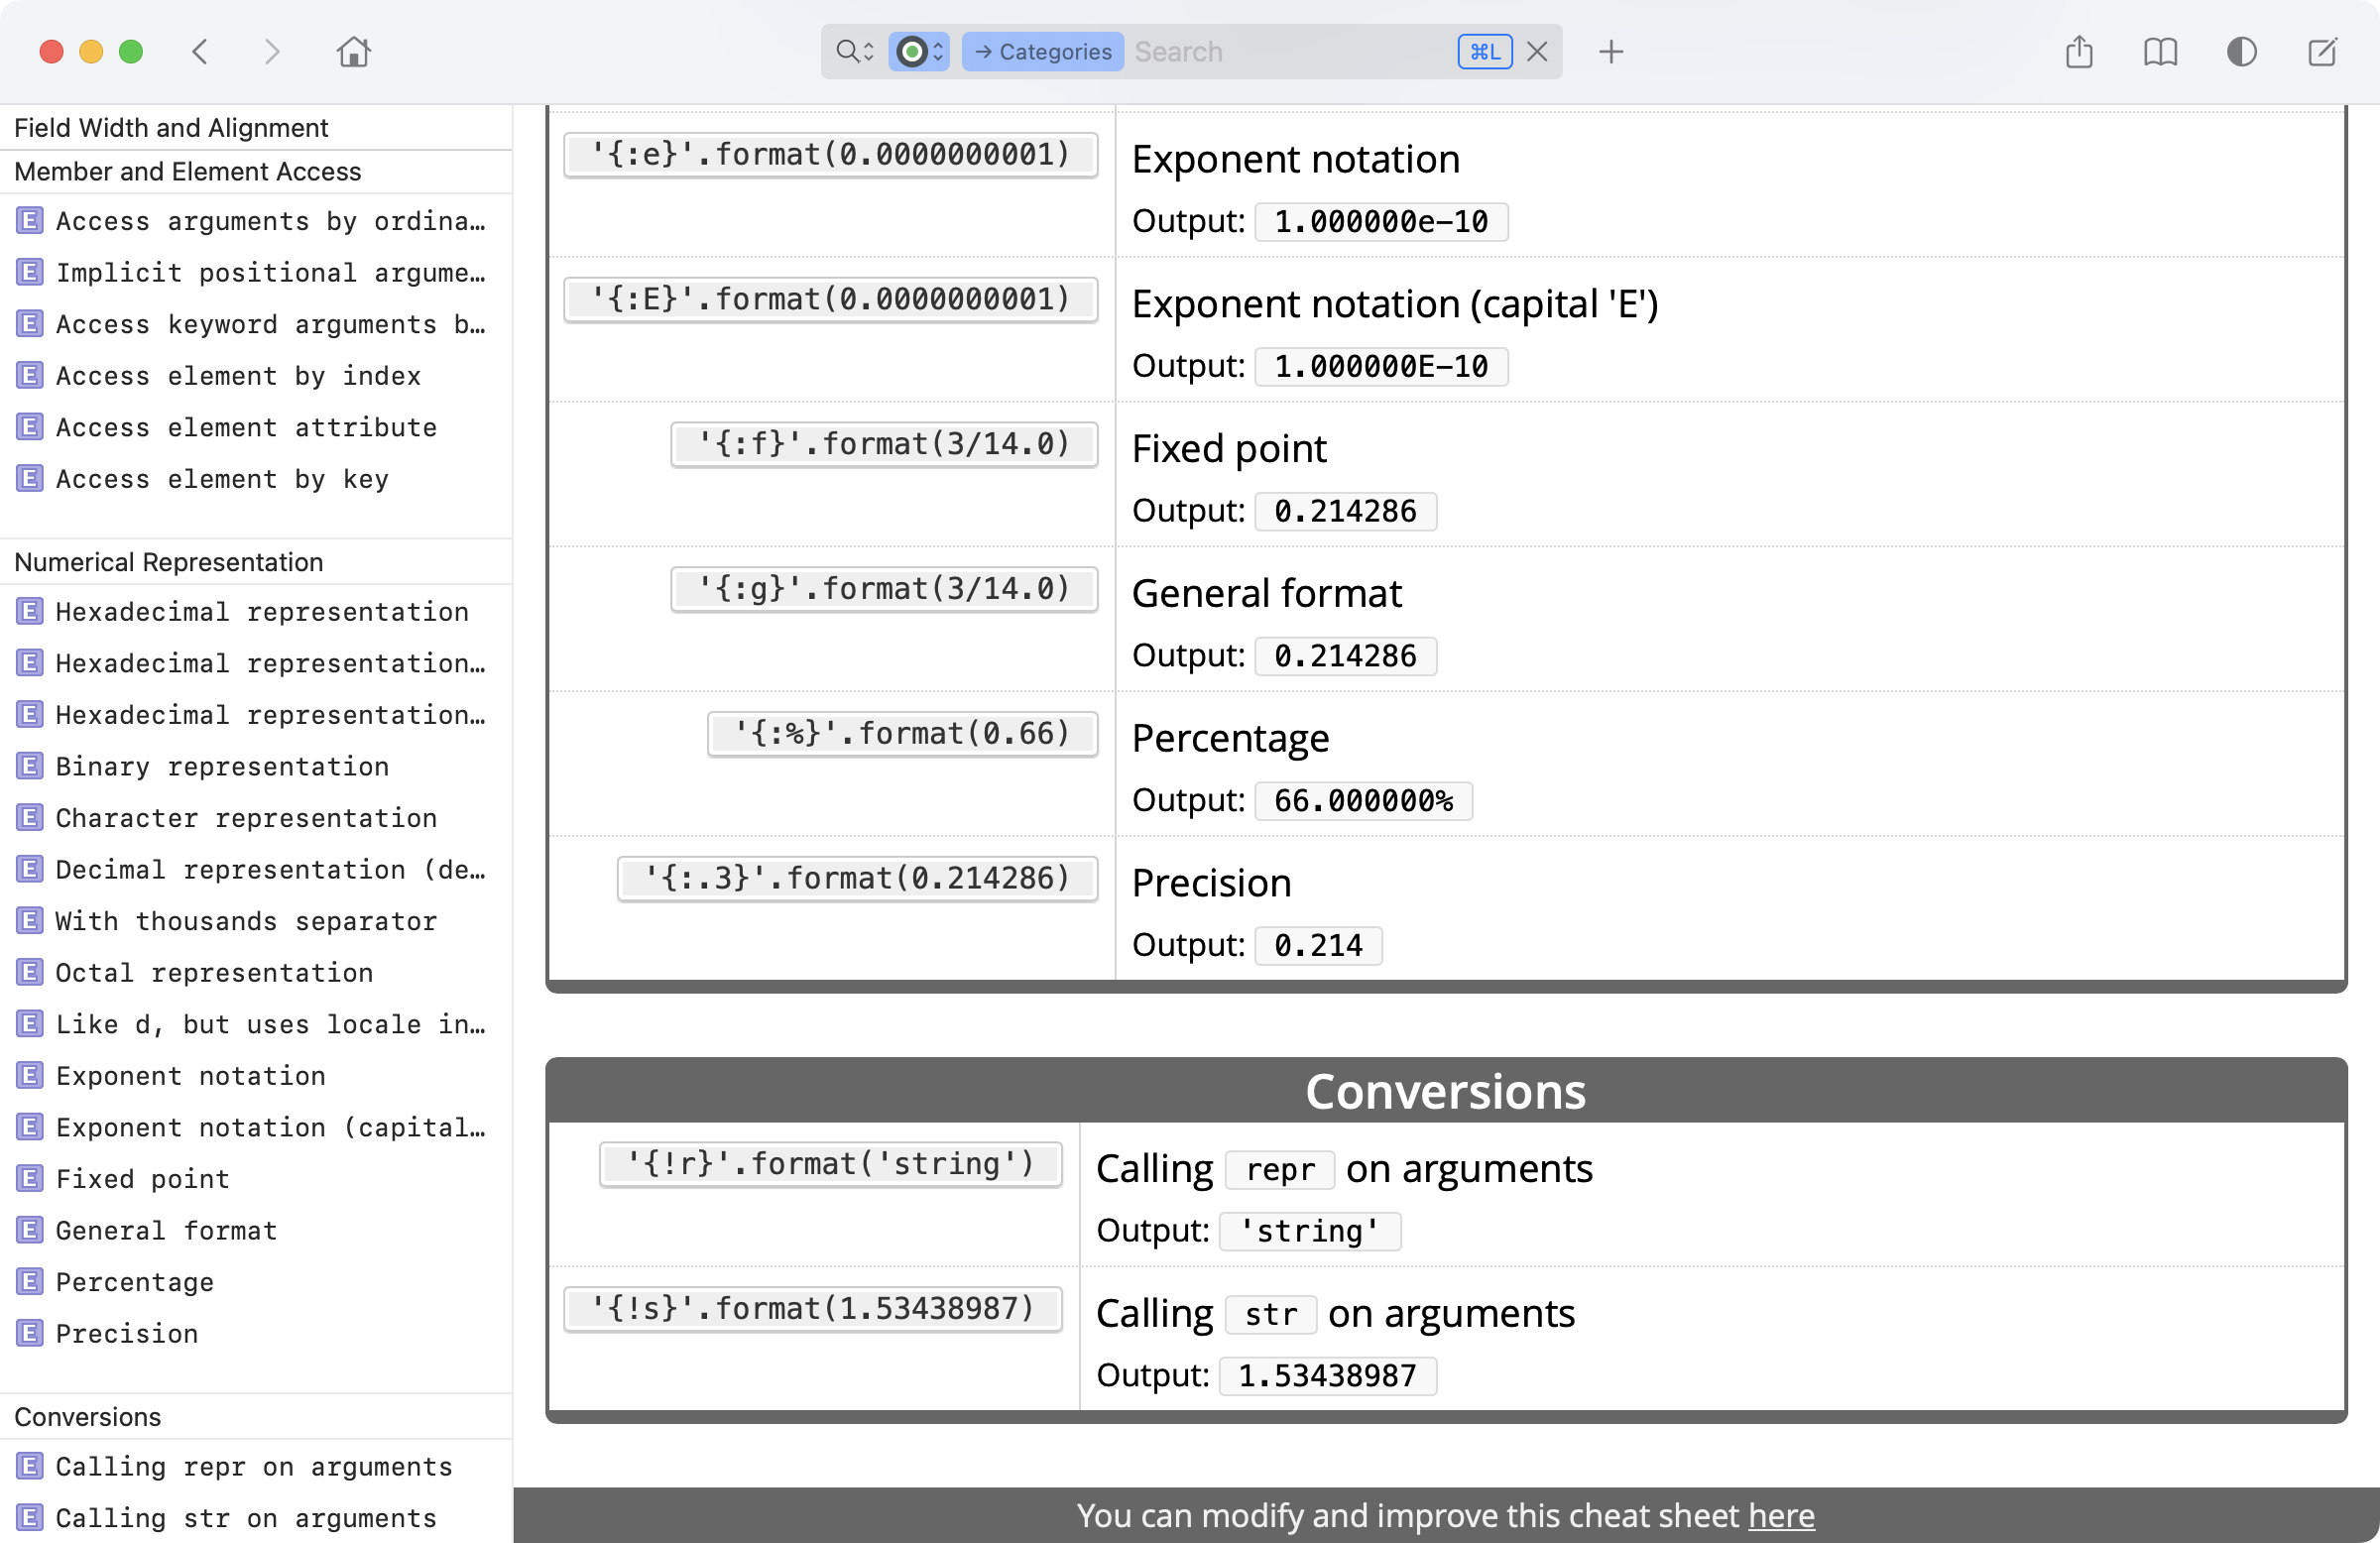 → Categories Search ⌘L
Field Width and Alignment
Member and Element Access
E Access arguments by ordina…
E Implicit positional argume…
E Access keyword arguments b…
E Access element by index
E Access element attribute
E Access element by key
Numerical Representation
E Hexadecimal representation
E Hexadecimal representation…
E Hexadecimal representation…
E Binary representation
E Character representation
E Decimal representation (de…
E With thousands separator
E Octal representation
E Like d, but uses locale in…
E Exponent notation
E Exponent notation (capital…
E Fixed point
E General format
E Percentage
E Precision
Conversions
E Calling repr on arguments
E Calling str on arguments
'{:e}'.format(0.0000000001) Exponent notation
Output: 1.000000e-10
'{:E}'.format(0.0000000001) Exponent notation (capital 'E')
Output: 1.000000E-10
'{:f}'.format(3/14.0) Fixed point
Output: 0.214286
'{:g}'.format(3/14.0) General format
Output: 0.214286
'{:%}'.format(0.66) Percentage
Output: 66.000000%
'{:.3}'.format(0.214286) Precision
Output: 0.214
Conversions
'{!r}'.format('string') Calling repr on arguments
Output: 'string'
'{!s}'.format(1.53438987) Calling str on arguments
Output: 1.53438987
You can modify and improve this cheat sheet here